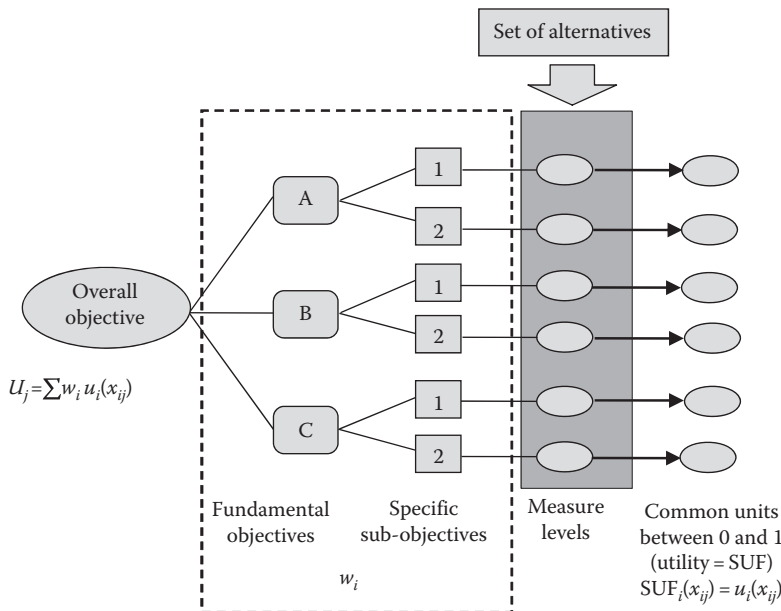 Set of alternatives
1
A
2
Overall
objective
1
B
2
U_j = ∑ w_i u_i(x_ij)
1
C
2
Fundamental
objectives
Specific
sub-objectives
w_i
Measure
levels
Common units
between 0 and 1
(utility = SUF)
SUF_i(x_ij) = u_i(x_ij)